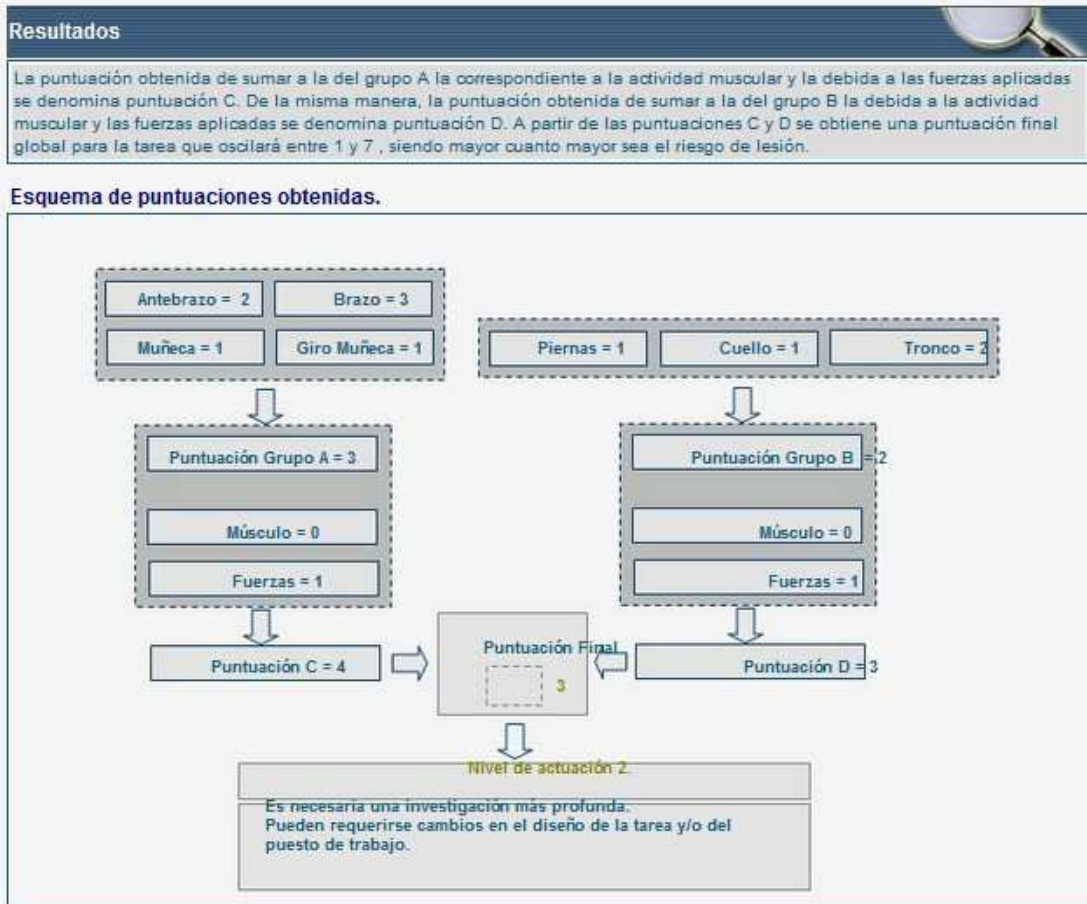 Resultados
La puntuación obtenida de sumar a la del grupo A la correspondiente a la actividad muscular y la debida a las fuerzas aplicadas
se denomina puntuación C. De la misma manera, la puntuación obtenida de sumar a la del grupo B la debida a la actividad
muscular y las fuerzas aplicadas se denomina puntuación D. A partir de las puntuaciones C y D se obtiene una puntuación final
global para la tarea que oscilará entre 1 y 7 , siendo mayor cuanto mayor sea el riesgo de lesión.
Esquema de puntuaciones obtenidas.
Antebrazo = 2
Brazo = 3
Muñeca = 1
Giro Muñeca = 1
Piernas = 1
Cuello = 1
Tronco = 2
Puntuación Grupo A = 3
Músculo = 0
Fuerzas = 1
Puntuación C = 4
Puntuación Grupo B = 2
Músculo = 0
Fuerzas = 1
Puntuación D = 3
Puntuación Final
3
Nivel de actuación 2.
Es necesaria una investigación más profunda.
Pueden requerirse cambios en el diseño de la tarea y/o del
puesto de trabajo.